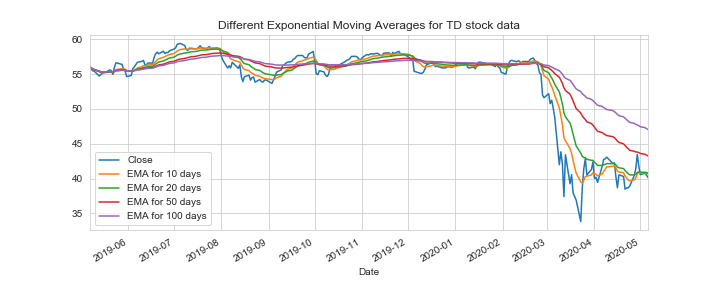 Different Exponential Moving Averages for TD stock data
60
55
50
45
40
35
Close
EMA for 10 days
EMA for 20 days
EMA for 50 days
EMA for 100 days
2019-06
2019-07
2019-08
2019-09
2019-10
2019-11
2019-12
2020-01
2020-02
2020-03
2020-04
2020-05
Date